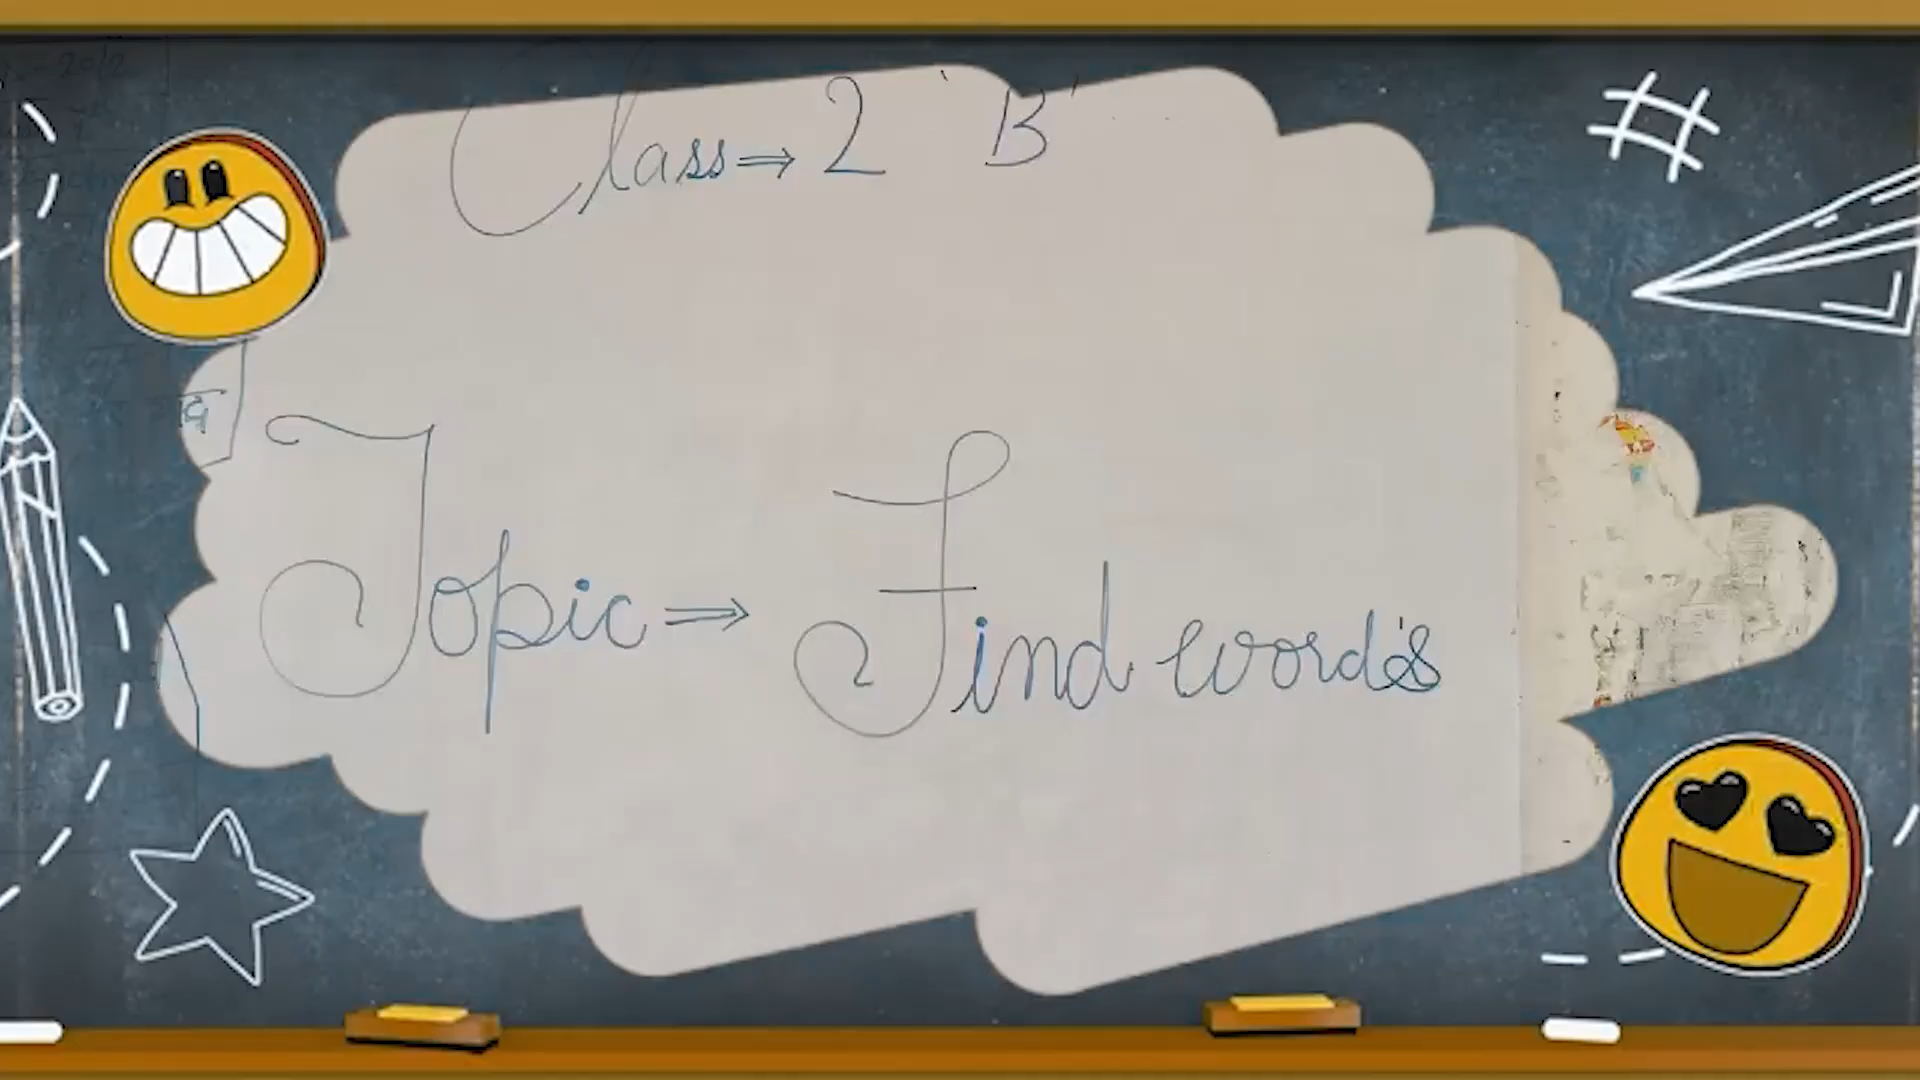 Class ⇒ 2 'B'
Topic ⇒ Find word's